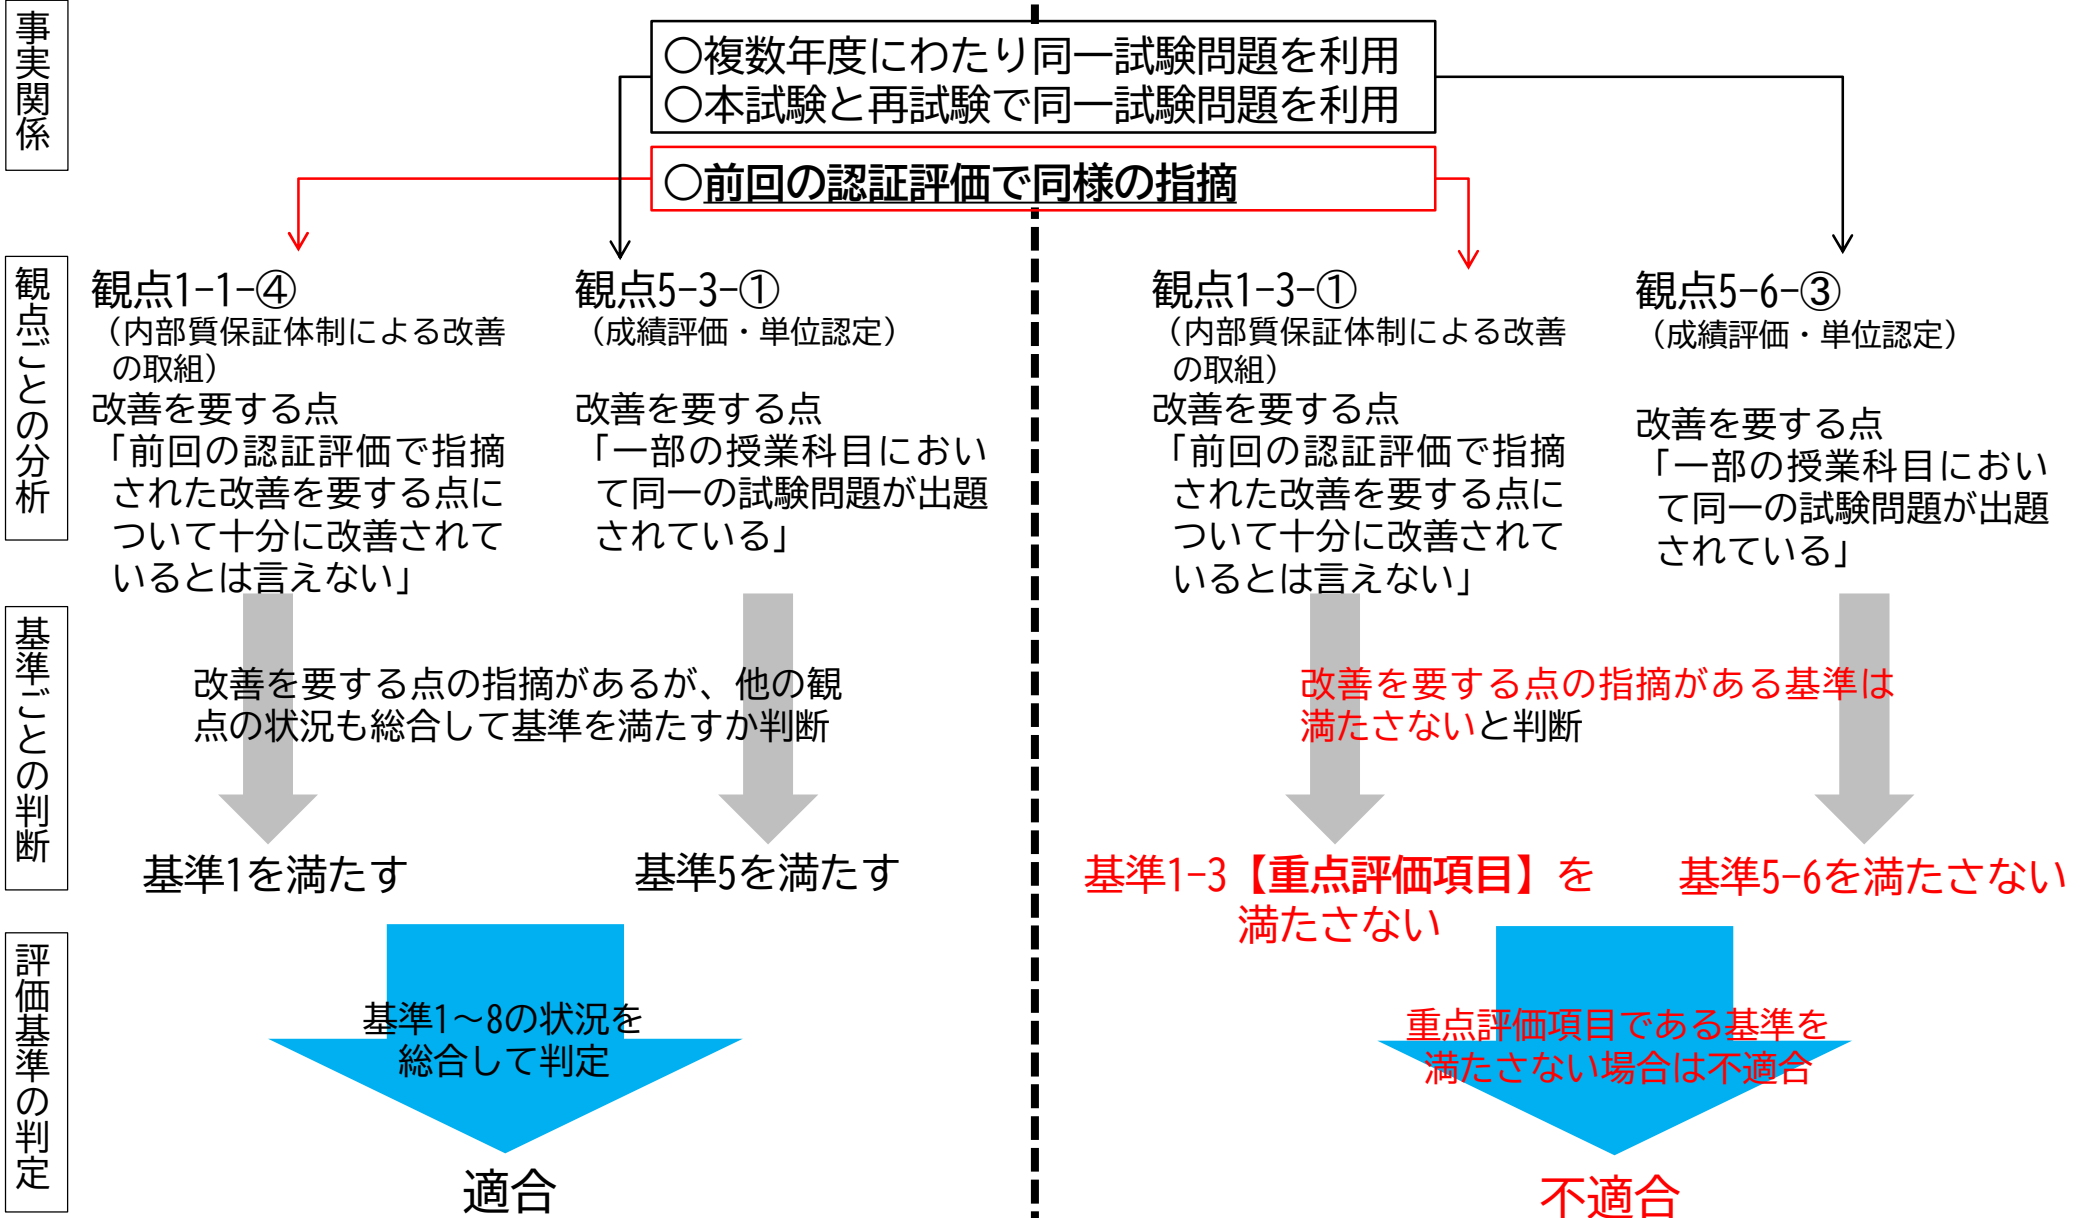 事実関係
○複数年度にわたり同一試験問題を利用
○本試験と再試験で同一試験問題を利用
○前回の認証評価で同様の指摘
観点ごとの分析
観点1-1-④
（内部質保証体制による改善
の取組）
改善を要する点
「前回の認証評価で指摘
された改善を要する点に
ついて十分に改善されて
いるとは言えない」
観点5-3-①
（成績評価・単位認定）
改善を要する点
「一部の授業科目におい
て同一の試験問題が出題
されている」
観点1-3-①
（内部質保証体制による改善
の取組）
改善を要する点
「前回の認証評価で指摘
された改善を要する点に
ついて十分に改善されて
いるとは言えない」
観点5-6-③
（成績評価・単位認定）
改善を要する点
「一部の授業科目におい
て同一の試験問題が出題
されている」
基準ごとの判断
改善を要する点の指摘があるが、他の観
点の状況も総合して基準を満たすか判断
改善を要する点の指摘がある基準は
満たさないと判断
基準1を満たす
基準5を満たす
基準1-3【重点評価項目】を
満たさない
基準5-6を満たさない
評価基準の判定
基準1～8の状況を
総合して判定
重点評価項目である基準を
満たさない場合は不適合
適合
不適合